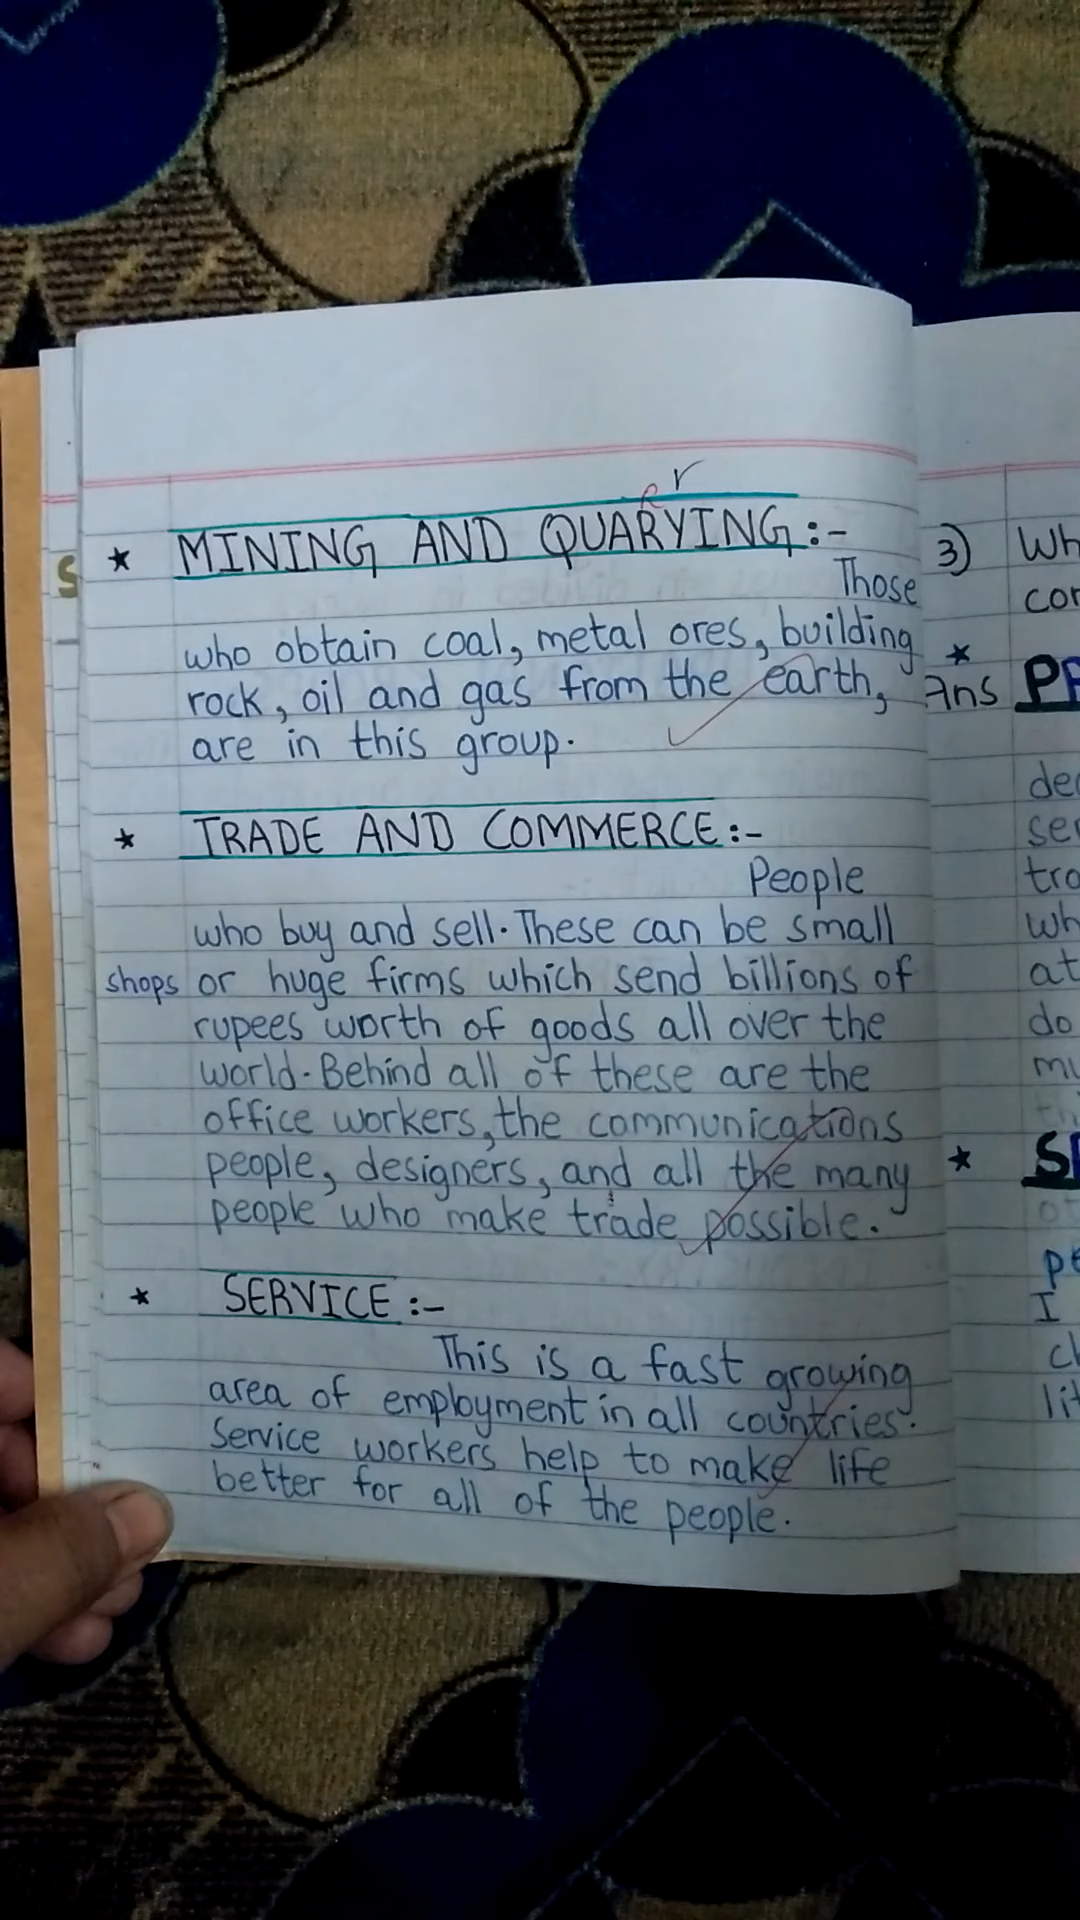 r
R
★ MINING AND QUARYING :-
Those
who obtain coal, metal ores, building
rock, oil and gas from the earth,
are in this group.
★ TRADE AND COMMERCE :-
People
who buy and sell. These can be small
shops or huge firms which send billions of
rupees worth of goods all over the
world. Behind all of these are the
office workers, the communications
people, designers, and all the many
people who make trade possible.
★ SERVICE :-
This is a fast growing
area of employment in all countries.
Service workers help to make life
better for all of the people.
S
3) Wh
cor
★
Ans PR
dec
ser
tra
wh
at
do
mu
★ SE
pe
I
cl
lit